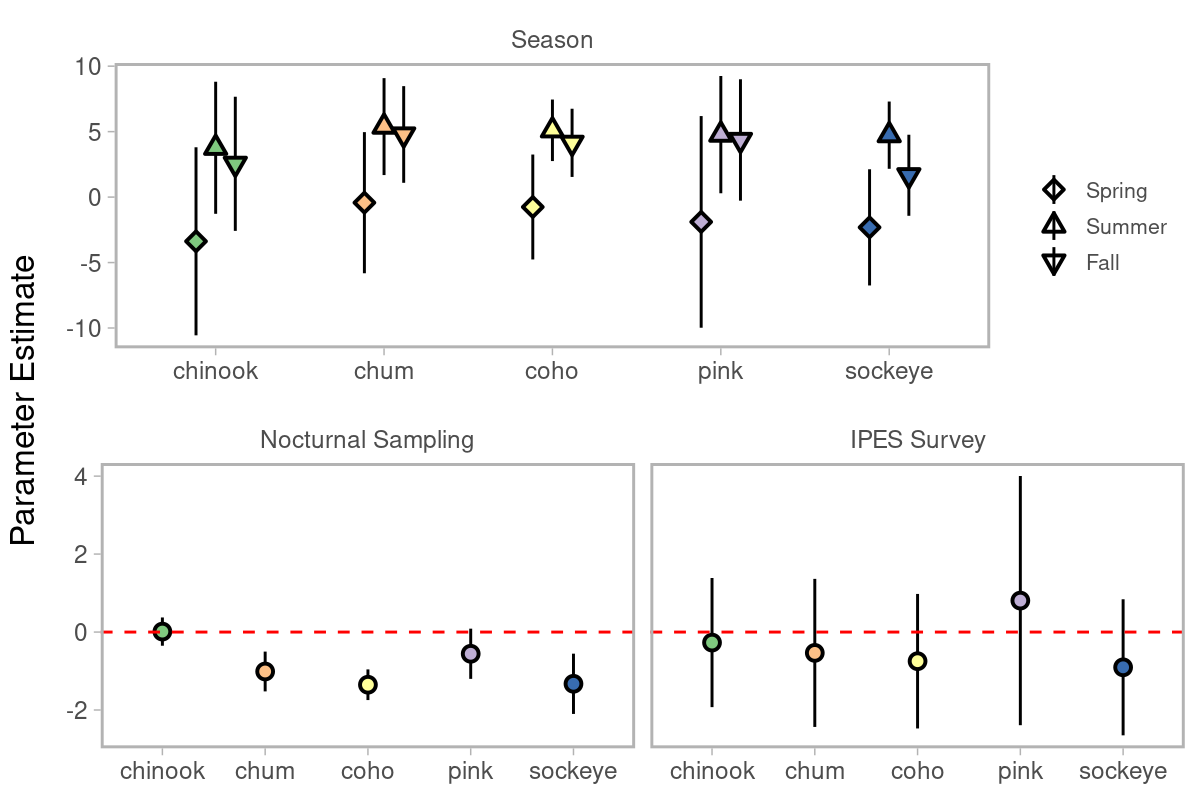 Season
10
5
0
-5
-10
chinook chum coho pink sockeye
Spring
Summer
Fall
Parameter Estimate
Nocturnal Sampling
IPES Survey
4
2
0
-2
chinook chum coho pink sockeye
chinook chum coho pink sockeye